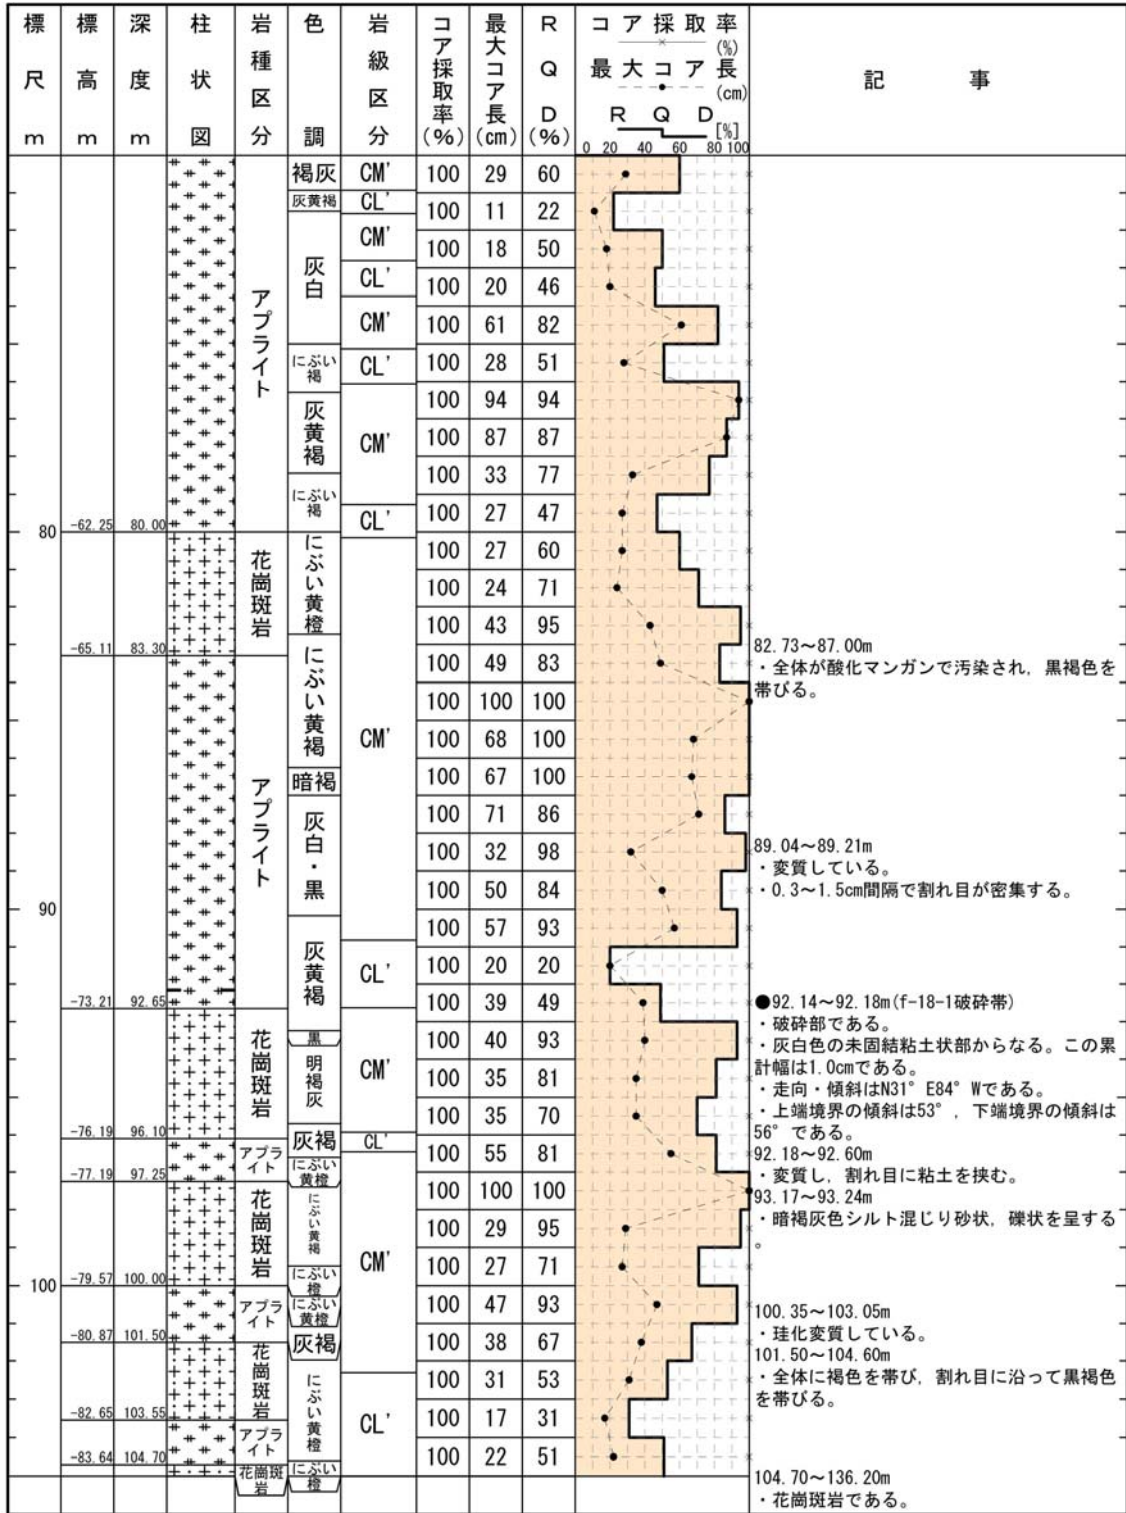 標尺m
標高m
深度m
柱状図
岩種区分
色調
岩級区分
コア採取率(%)
最大コア長(cm)
RQD(%)
コア採取率
(%)
最大コア長
(cm)
RQD
[%]
0 20 40 60 80 100
記事
褐灰
灰黄褐
灰白
にぶい褐
灰黄褐
にぶい褐
CM'
CL'
CM'
CL'
CM'
CL'
CM'
CL'
アプライト
100 29 60
100 11 22
100 18 50
100 20 46
100 61 82
100 28 51
100 94 94
100 87 87
100 33 77
100 27 47
80
-62.25 80.00
花崗斑岩
にぶい黄橙
100 27 60
100 24 71
100 43 95
-65.11 83.30
アプライト
にぶい黄褐
暗褐
灰白・黒
灰黄褐
CM'
CL'
100 49 83
100 100 100
100 68 100
100 67 100
100 71 86
100 32 98
100 50 84
90
100 57 93
100 20 20
-73.21 92.65
100 39 49
花崗斑岩
黒
明褐灰
CM'
100 40 93
100 35 81
100 35 70
-76.19 96.10
灰褐
CL'
アプライト
にぶい黄橙
100 55 81
-77.19 97.25
100 100 100
花崗斑岩
にぶい黄褐
にぶい橙
CM'
100 29 95
100 27 71
100
-79.57 100.00
アプライト
にぶい黄橙
100 47 93
-80.87 101.50
灰褐
100 38 67
花崗斑岩
にぶい黄橙
CL'
100 31 53
-82.65 103.55
100 17 31
アプライト
-83.64 104.70
100 22 51
花崗斑岩
にぶい橙
82.73～87.00m
・全体が酸化マンガンで汚染され，黒褐色を
帯びる。
89.04～89.21m
・変質している。
・0.3～1.5cm間隔で割れ目が密集する。
●92.14～92.18m(f-18-1破砕帯)
・破砕部である。
・灰白色の未固結粘土状部からなる。この累
計幅は1.0cmである。
・走向・傾斜はN31°E84°Wである。
・上端境界の傾斜は53°，下端境界の傾斜は
56°である。
92.18～92.60m
・変質し，割れ目に粘土を挟む。
93.17～93.24m
・暗褐灰色シルト混じり砂状，礫状を呈する
。
100.35～103.05m
・珪化変質している。
101.50～104.60m
・全体に褐色を帯び，割れ目に沿って黒褐色
を帯びる。
104.70～136.20m
・花崗斑岩である。